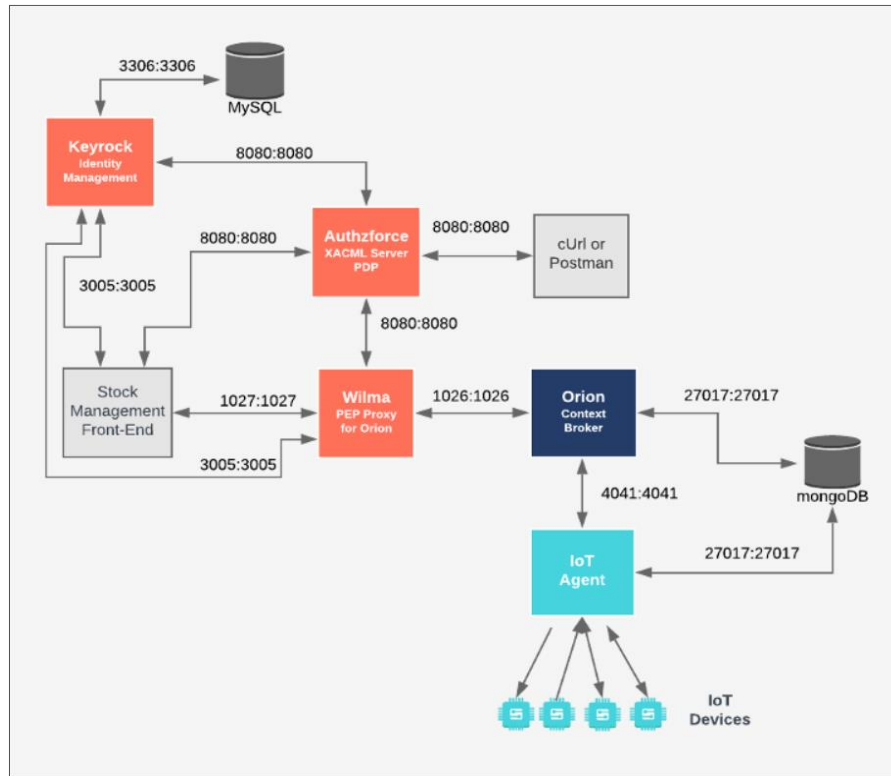 3306:3306
MySQL
Keyrock
Identity
Management
8080:8080
8080:8080
Authzforce
XACML Server
PDP
8080:8080
cUrl or
Postman
3005:3005
8080:8080
Stock
Management
Front-End
1027:1027
Wilma
PEP Proxy
for Orion
1026:1026
Orion
Context
Broker
27017:27017
3005:3005
mongoDB
4041:4041
IoT
Agent
27017:27017
IoT
Devices